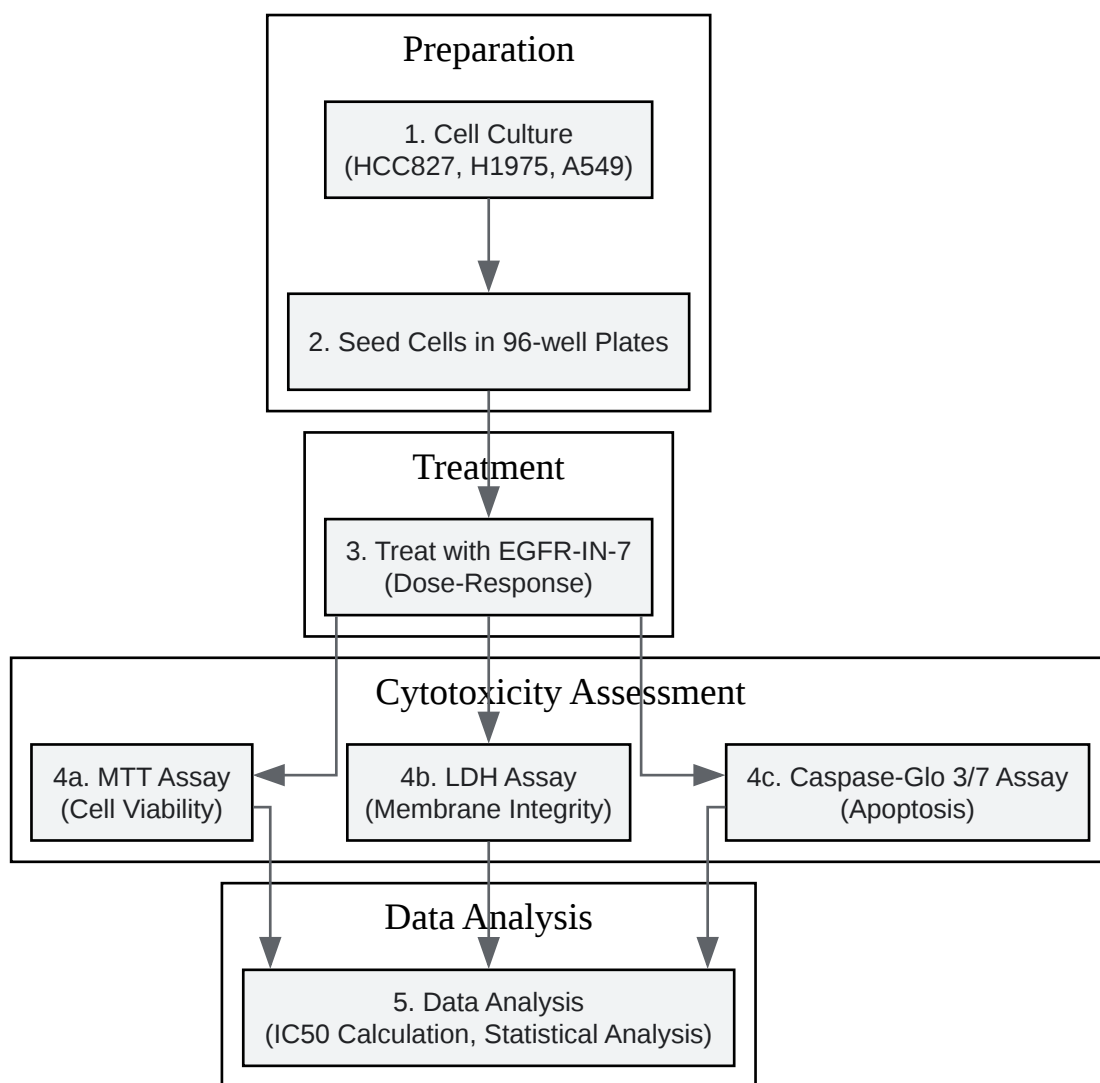 Preparation
1. Cell Culture
(HCC827, H1975, A549)
2. Seed Cells in 96-well Plates
Treatment
3. Treat with EGFR-IN-7
(Dose-Response)
Cytotoxicity Assessment
4a. MTT Assay
(Cell Viability)
4b. LDH Assay
(Membrane Integrity)
4c. Caspase-Glo 3/7 Assay
(Apoptosis)
Data Analysis
5. Data Analysis
(IC50 Calculation, Statistical Analysis)